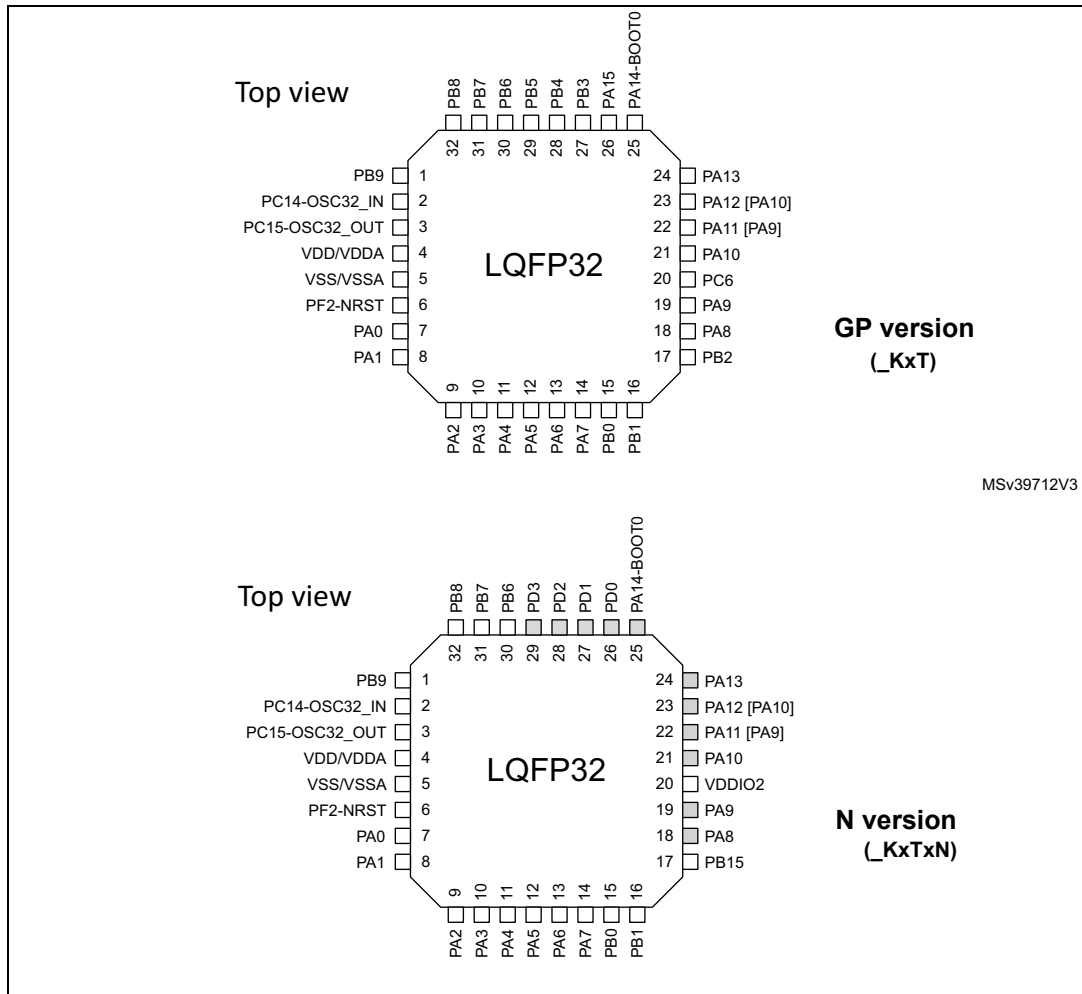 Top view
PB8
PB7
PB6
PB5
PB4
PB3
PA15
PA14-BOOT0
32
31
30
29
28
27
26
25
PB9 1
PC14-OSC32_IN 2
PC15-OSC32_OUT 3
VDD/VDDA 4
VSS/VSSA 5
PF2-NRST 6
PA0 7
PA1 8
LQFP32
24 PA13
23 PA12 [PA10]
22 PA11 [PA9]
21 PA10
20 PC6
19 PA9
18 PA8
17 PB2
9
10
11
12
13
14
15
16
PA2
PA3
PA4
PA5
PA6
PA7
PB0
PB1
GP version
(_KxT)
MSv39712V3
Top view
PB8
PB7
PB6
PD3
PD2
PD1
PD0
PA14-BOOT0
32
31
30
29
28
27
26
25
PB9 1
PC14-OSC32_IN 2
PC15-OSC32_OUT 3
VDD/VDDA 4
VSS/VSSA 5
PF2-NRST 6
PA0 7
PA1 8
LQFP32
24 PA13
23 PA12 [PA10]
22 PA11 [PA9]
21 PA10
20 VDDIO2
19 PA9
18 PA8
17 PB15
9
10
11
12
13
14
15
16
PA2
PA3
PA4
PA5
PA6
PA7
PB0
PB1
N version
(_KxTxN)